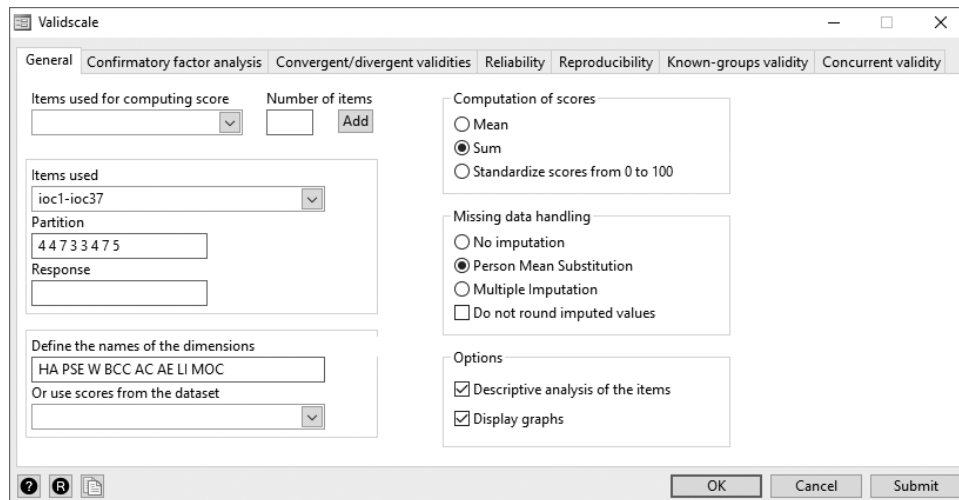 Validscale
General Confirmatory factor analysis Convergent/divergent validities Reliability Reproducibility Known-groups validity Concurrent validity
Items used for computing score
Number of items
Add
Items used
ioc1-ioc37
Partition
4 4 7 3 3 4 7 5
Response
Define the names of the dimensions
HA PSE W BCC AC AE LI MOC
Or use scores from the dataset
Computation of scores
Mean
Sum
Standardize scores from 0 to 100
Missing data handling
No imputation
Person Mean Substitution
Multiple Imputation
Do not round imputed values
Options
Descriptive analysis of the items
Display graphs
? R
OK Cancel Submit